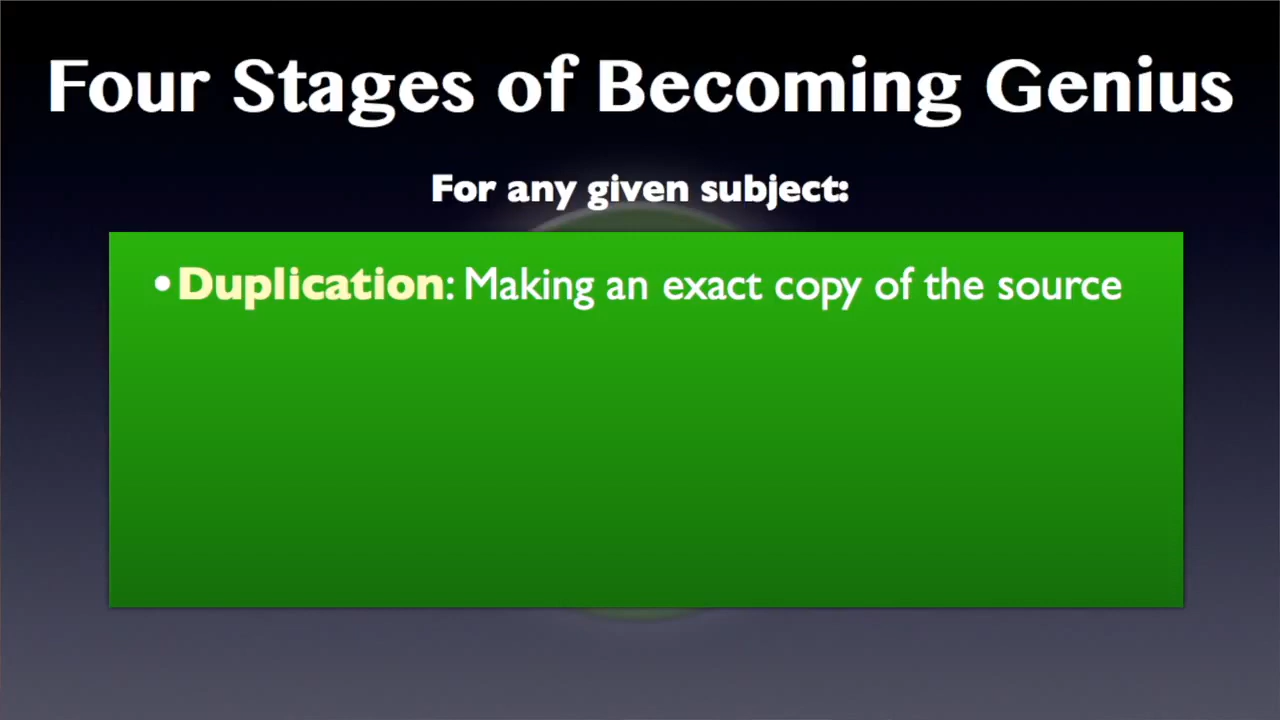 Four Stages of Becoming Genius
For any given subject:
•Duplication: Making an exact copy of the source